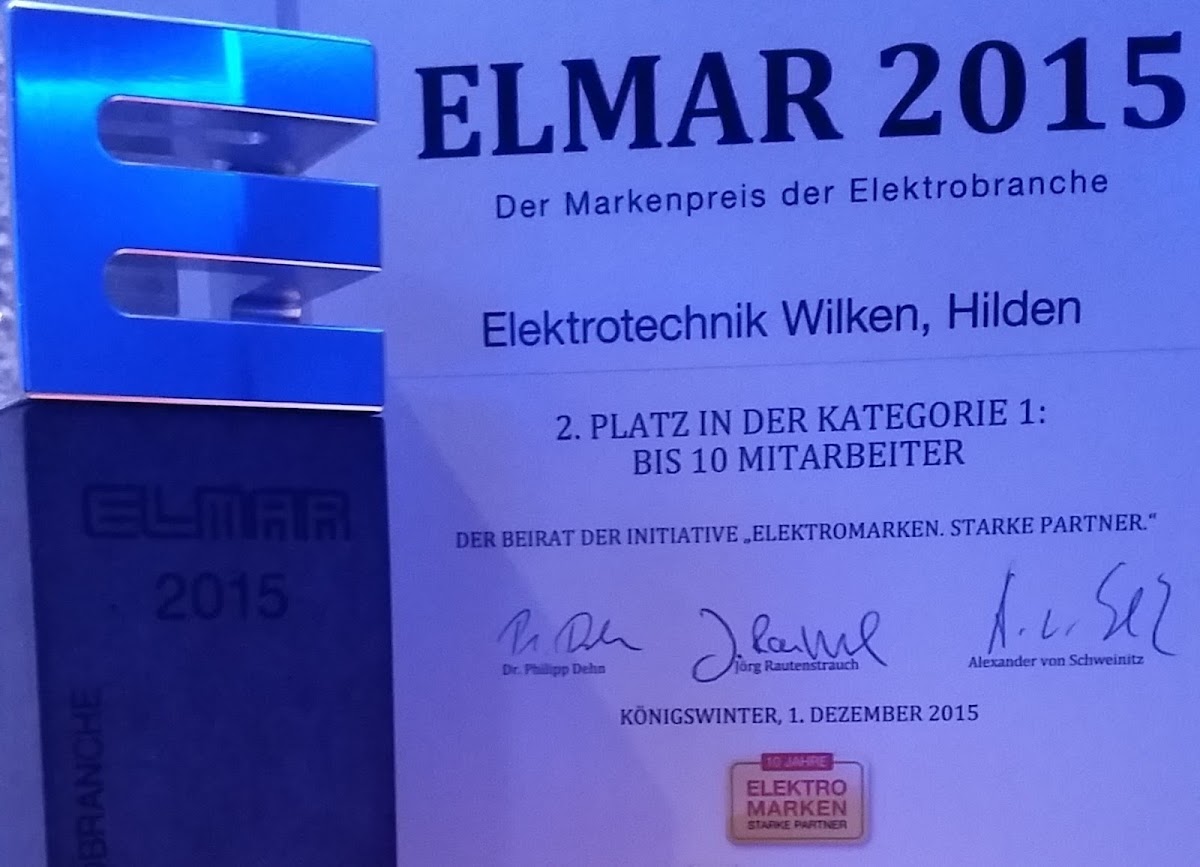 ELMAR 2015
Der Markenpreis der Elektrobranche
Elektrotechnik Wilken, Hilden
2. PLATZ IN DER KATEGORIE 1:
BIS 10 MITARBEITER
DER BEIRAT DER INITIATIVE „ELEKTROMARKEN. STARKE PARTNER.“
Dr. Philipp Dehn
Jörg Rautenstrauch
Alexander von Schweinitz
KÖNIGSWINTER, 1. DEZEMBER 2015
10 JAHRE
ELEKTRO
MARKEN
STARKE PARTNER
E
ELMAR
2015
BRANCHE